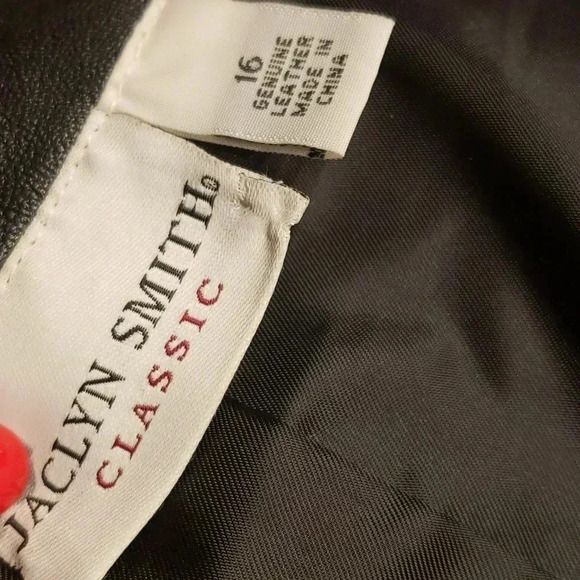 16
GENUINE
LEATHER
MADE IN
CHINA
JACLYN SMITH®
CLASSIC